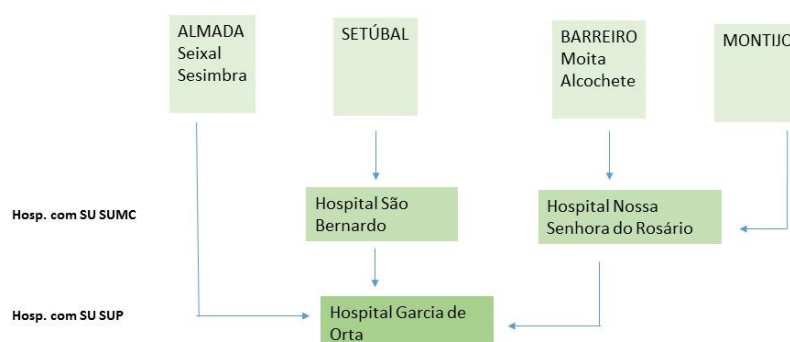 ALMADA
Seixal
Sesimbra
SETÚBAL
BARREIRO
Moita
Alcochete
MONTIJO
Hosp. com SU SUMC
Hospital São
Bernardo
Hospital Nossa
Senhora do Rosário
Hosp. com SU SUP
Hospital Garcia de
Orta